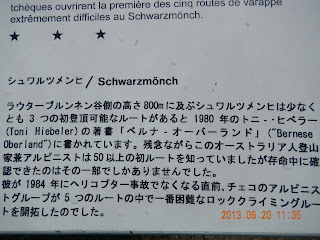 tchèques ouvrirent la première des cinq routes de varappe
extrêmement difficiles au Schwarzmönch.
★ ★ ★
シュワルツメンヒ/ Schwarzmönch
ラウターブルンネン谷側の高さ800mに及ぶシュワルツメンヒは少なく
とも 3 つの初登頂可能なルートがあると 1980 年のトニ -・ヒベラー
(Toni Hiebeler) の著書「ベルナ - オーバーランド」("Bernese
Oberland")に書かれています。残念ながらこのオーストラリア人登山
家兼アルピニストは50以上の初ルートを知っていましたが存命中に確
認できたのはその一部でしかありませんでした。
彼が 1984 年にヘリコプター事故でなくなる直前、チェコのアルピニス
トグループが 5 つのルートの中で一番困難なロッククライミングルー
トを開拓したのでした。
2013.06.20 11:35